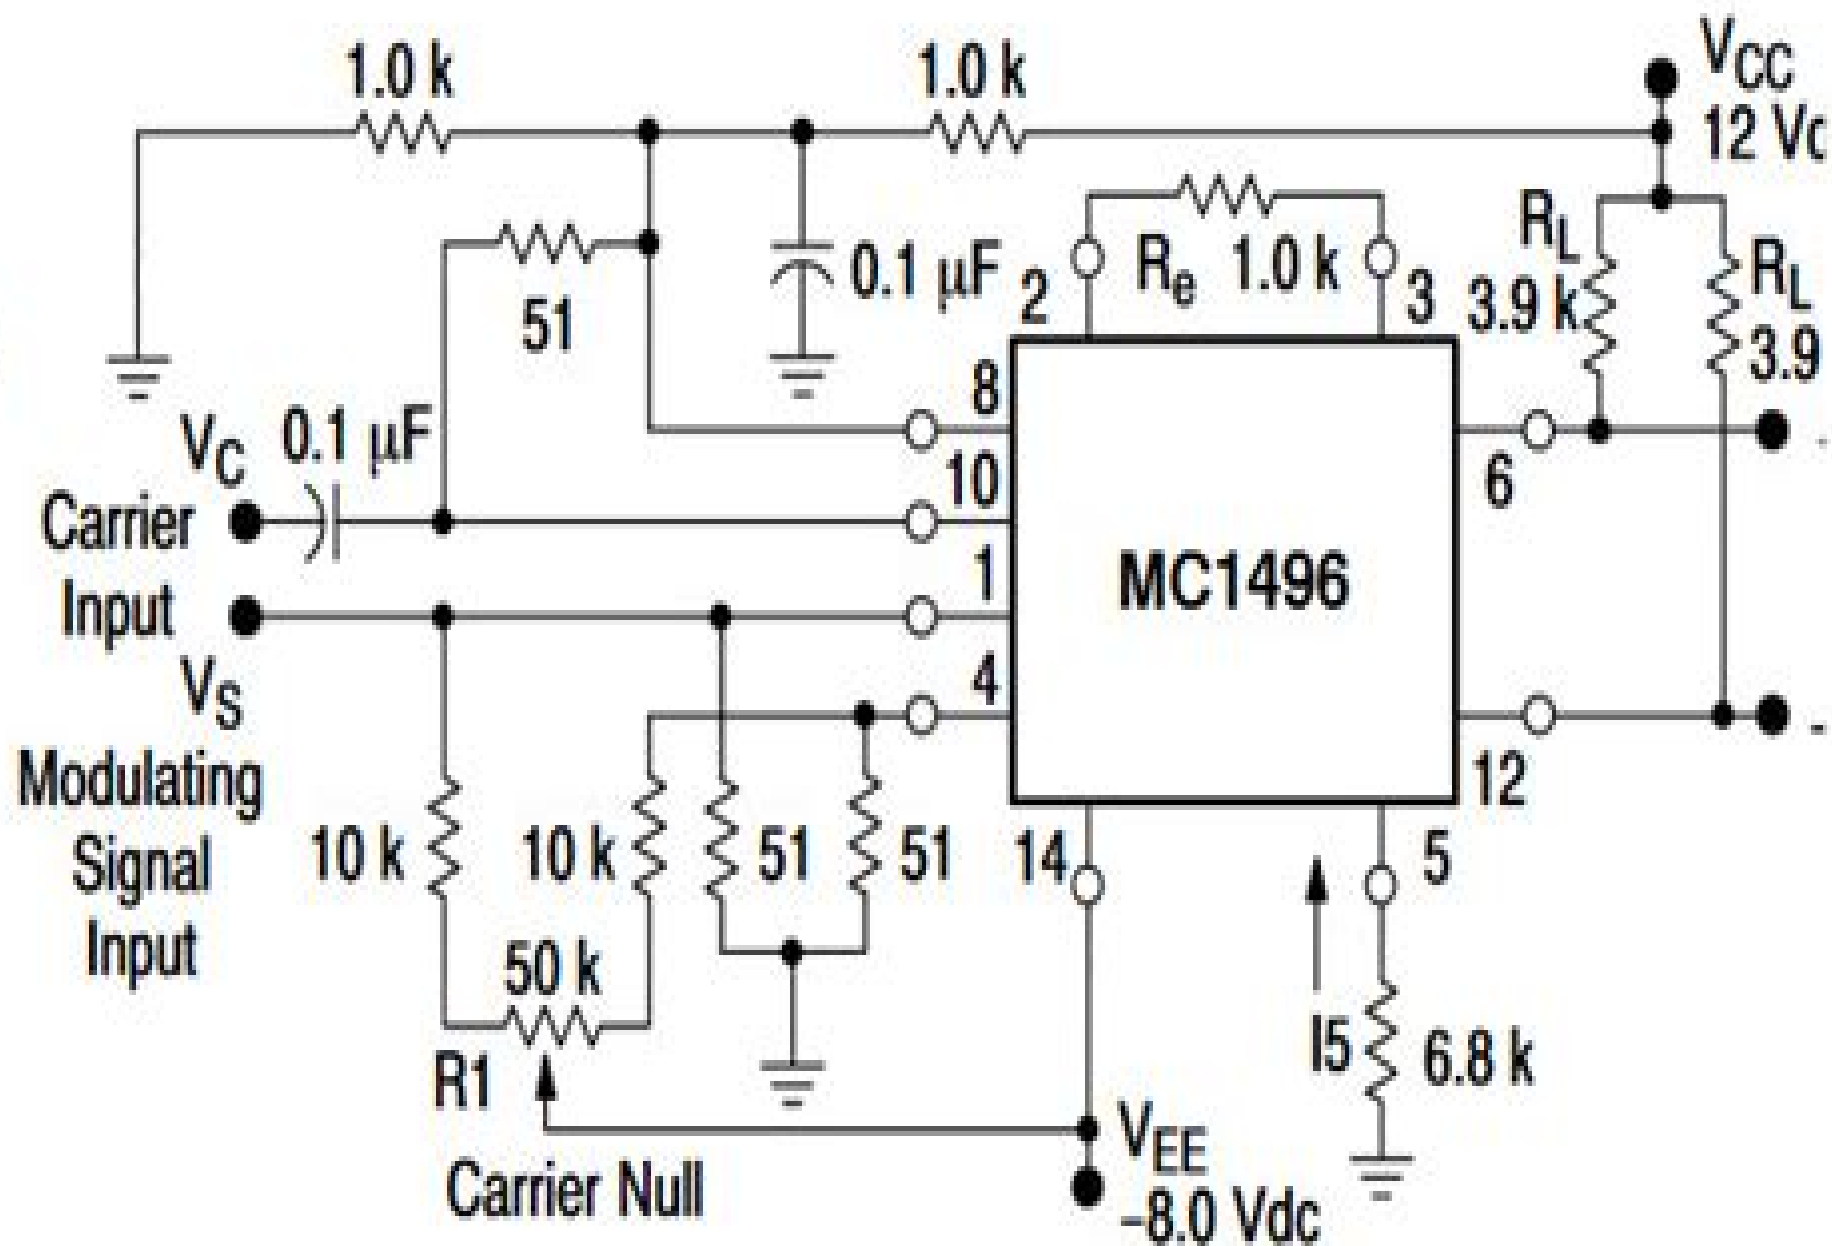 1.0 k
1.0 k
VCC
12 Vd
RL
3.9 k
RL
3.9
51
0.1 µF
2
Re 1.0 k
3
8
VC
0.1 µF
10
6
Carrier
Input
1
MC1496
VS
4
12
Modulating
Signal
Input
10 k
10 k
51
51
14
5
50 k
R1
I5
6.8 k
Carrier Null
VEE
-8.0 Vdc